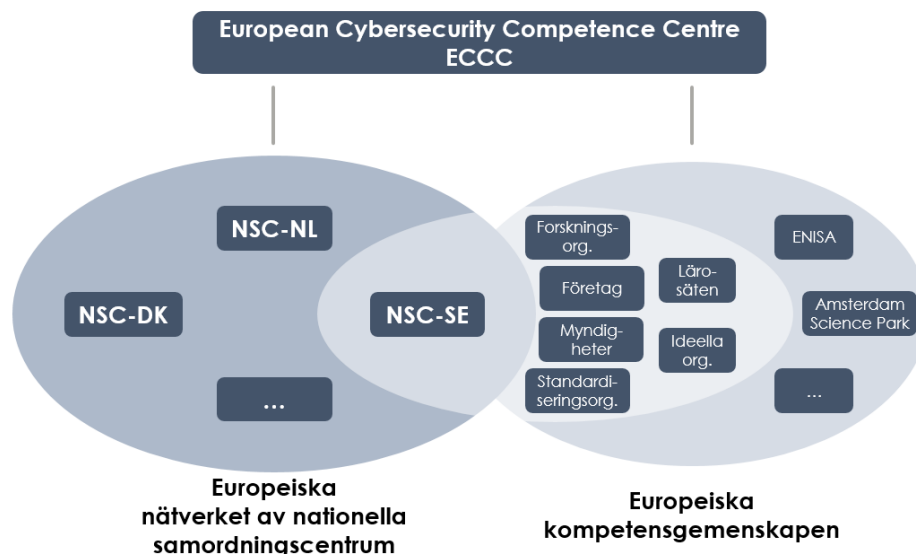 European Cybersecurity Competence Centre
ECCC
NSC-NL
NSC-DK
NSC-SE
...
Forsknings-
org.
Företag
Myndig-
heter
Standardi-
seringsorg.
Läro-
säten
Ideella
org.
ENISA
Amsterdam
Science Park
...
Europeiska
nätverket av nationella
samordningscentrum
Europeiska
kompetensgemenskapen